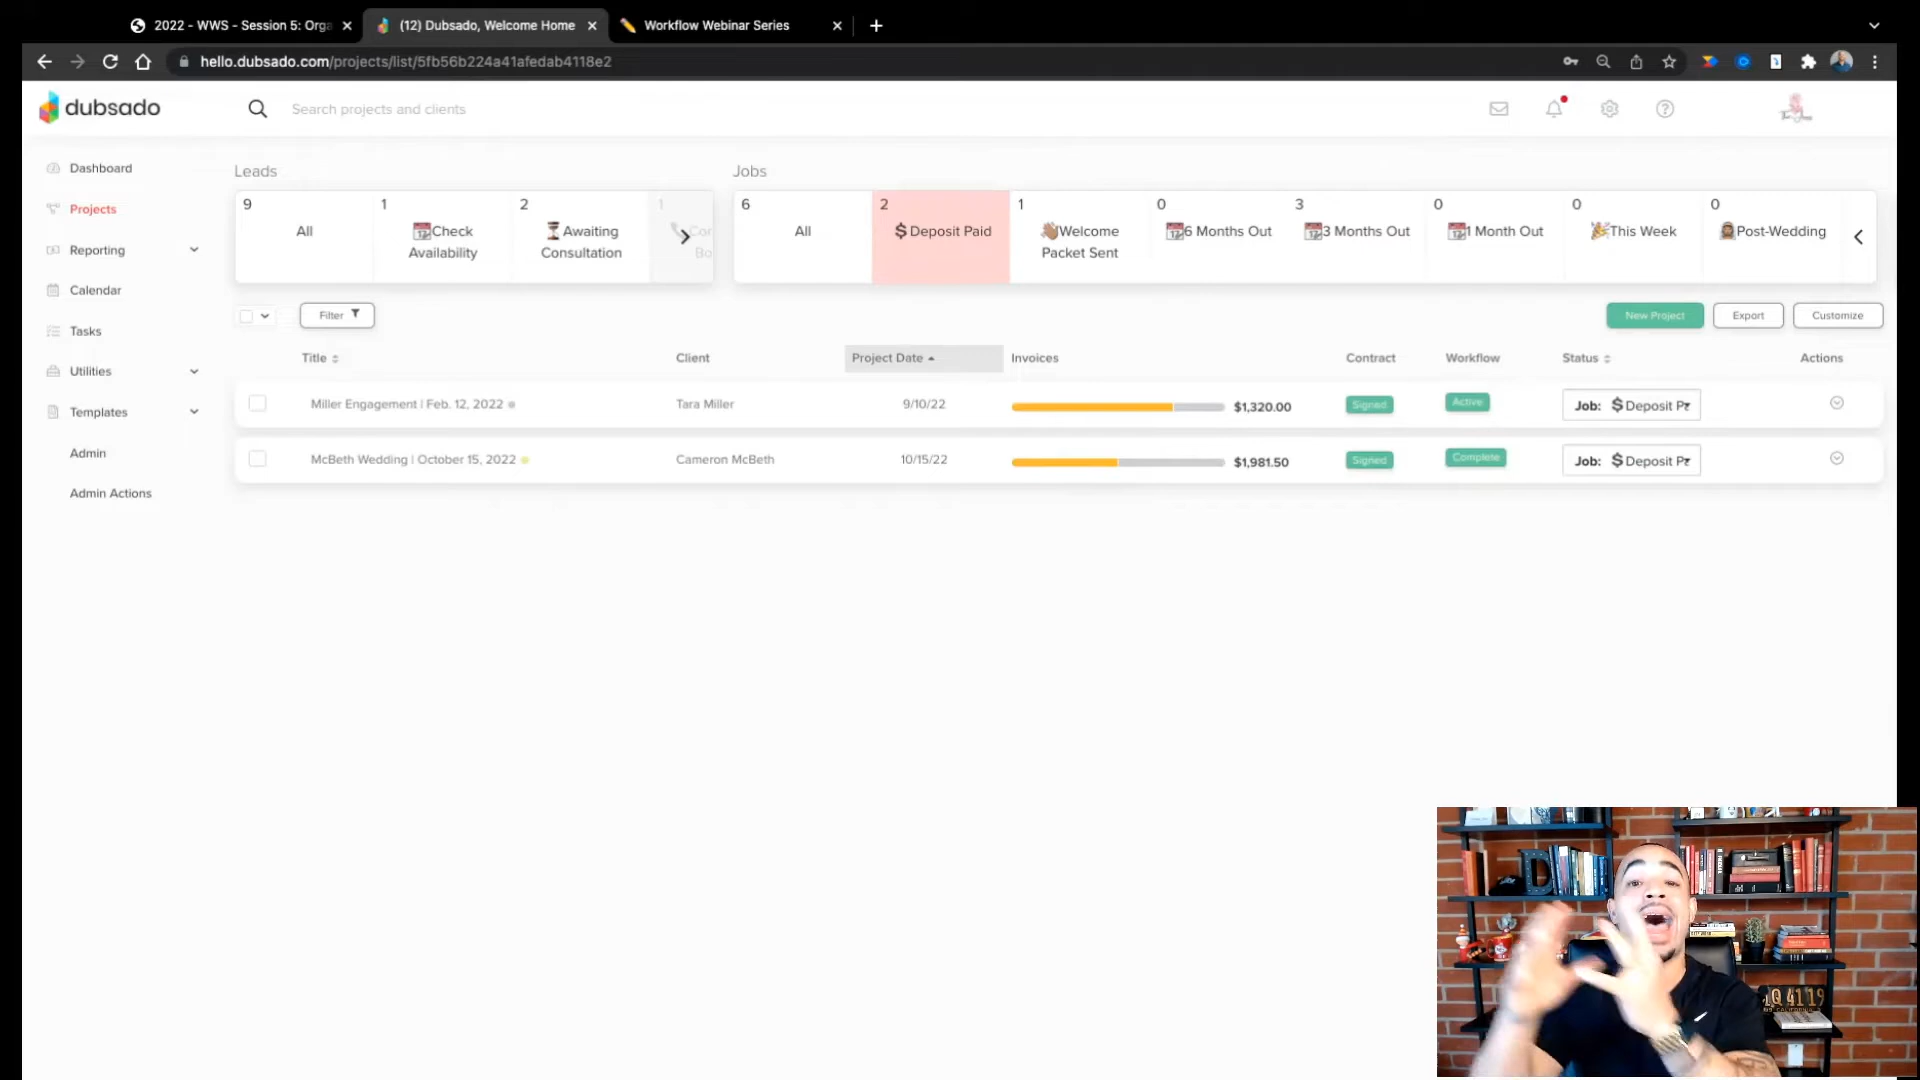 2022 - WWS - Session 5: Orga
(12) Dubsado, Welcome Home
Workflow Webinar Series
hello.dubsado.com/projects/list/5fb56b224a41afedab4118e2
dubsado
Search projects and clients
Dashboard
Projects
Reporting
Calendar
Tasks
Utilities
Templates
Admin
Admin Actions
Leads
9
All
1
Check
Availability
2
Awaiting
Consultation
1
Con
Bo
Jobs
6
All
2
$ Deposit Paid
1
Welcome
Packet Sent
0
6 Months Out
3
3 Months Out
0
1 Month Out
0
This Week
0
Post-Wedding
Filter
New Project
Export
Customize
Title
Client
Project Date
Invoices
Contract
Workflow
Status
Actions
Miller Engagement | Feb. 12, 2022
Tara Miller
9/10/22
$1,320.00
Signed
Active
Job: $ Deposit P
McBeth Wedding | October 15, 2022
Cameron McBeth
10/15/22
$1,981.50
Signed
Complete
Job: $ Deposit P
D